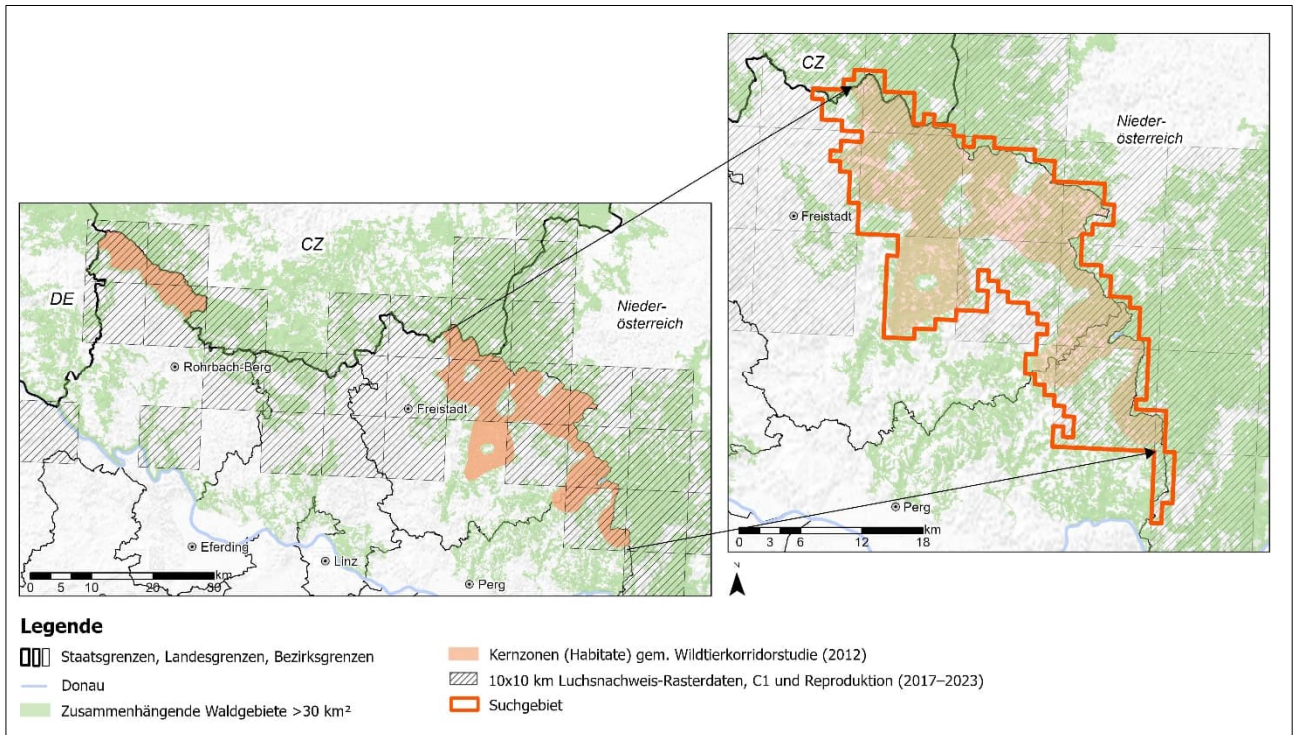 CZ
DE
Nieder-
österreich
Rohrbach-Berg
Freistadt
Eferding
Linz
Perg
km
0 5 10 20 30
CZ
Nieder-
österreich
Freistadt
Perg
km
0 3 6 12 18
N
Legende
Staatsgrenzen, Landesgrenzen, Bezirksgrenzen
Donau
Zusammenhängende Waldgebiete >30 km²
Kernzonen (Habitate) gem. Wildtierkorridorstudie (2012)
10x10 km Luchsnachweis-Rasterdaten, C1 und Reproduktion (2017–2023)
Suchgebiet